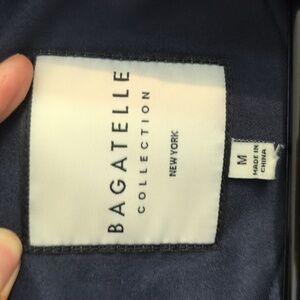 BAGATELLE
COLLECTION
NEW YORK
M
MADE IN
CHINA